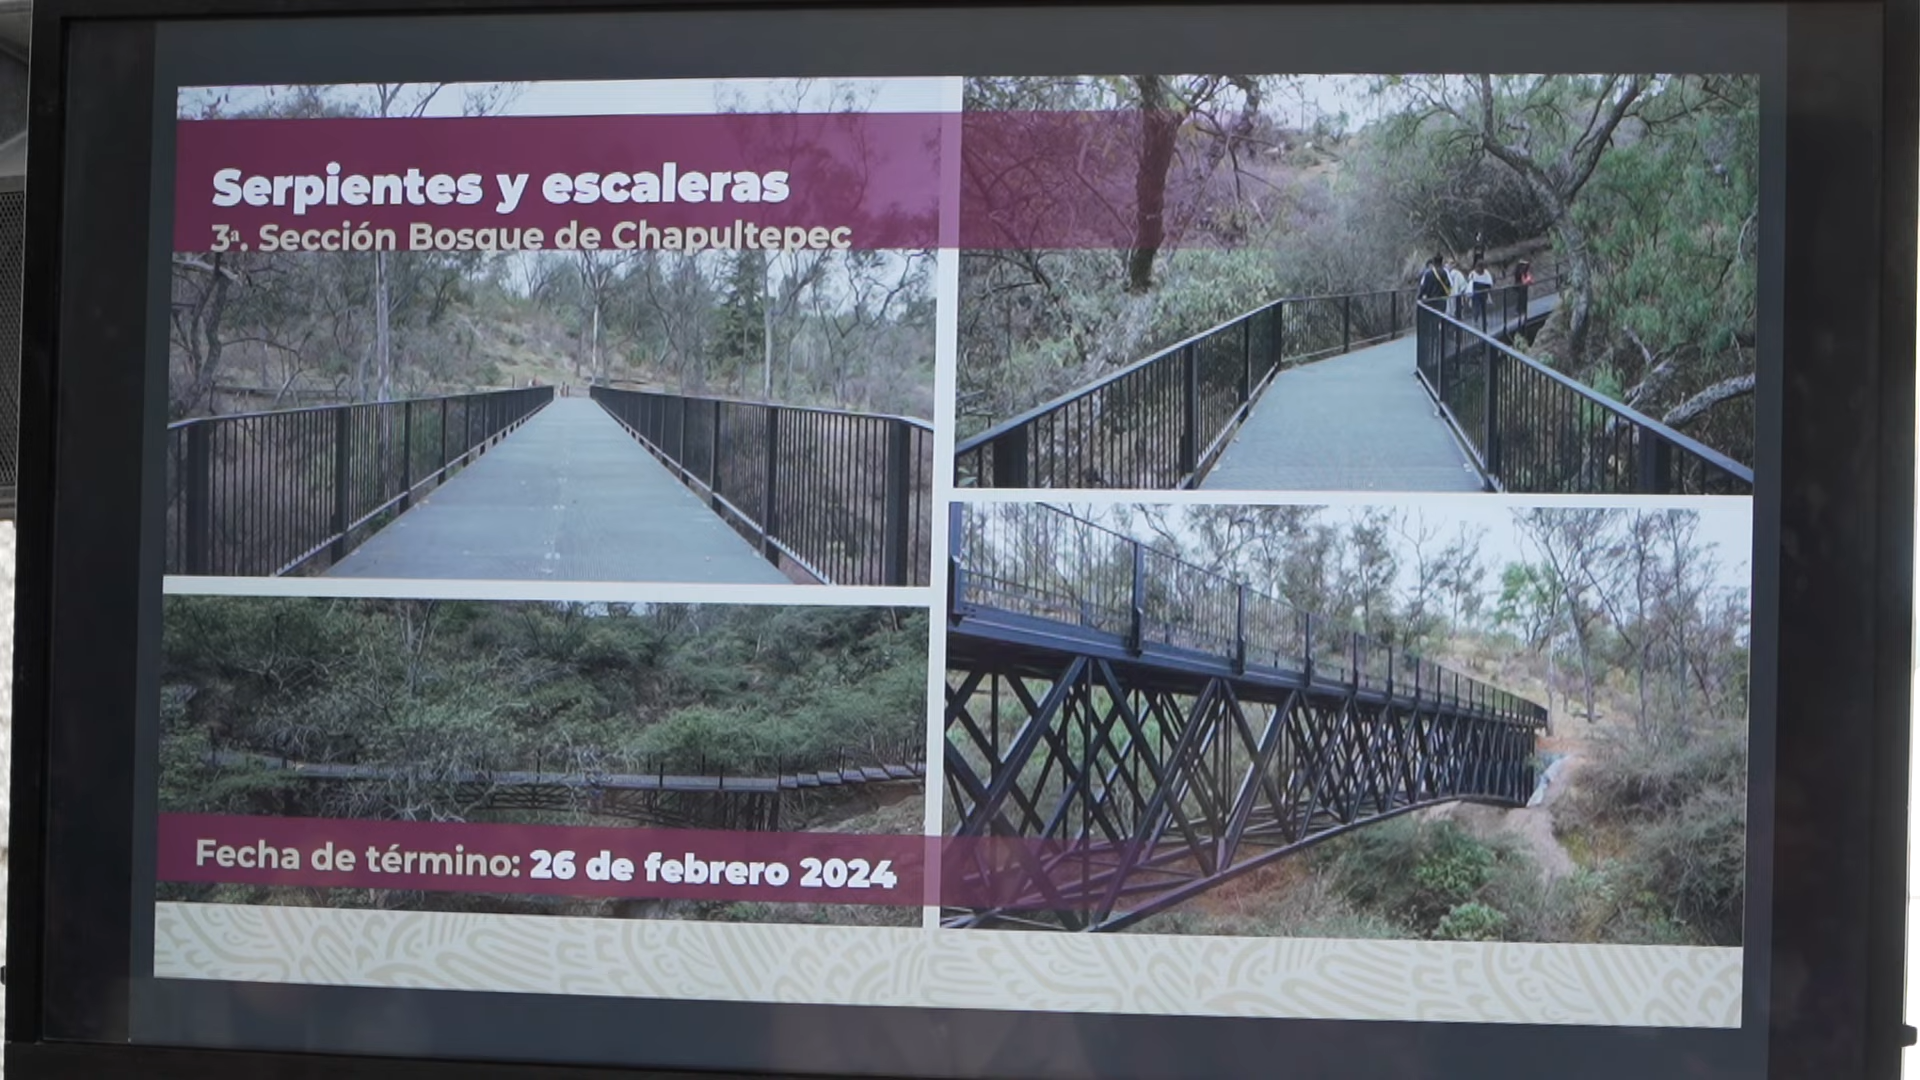 Serpientes y escaleras
3ª. Sección Bosque de Chapultepec
Fecha de término: 26 de febrero 2024